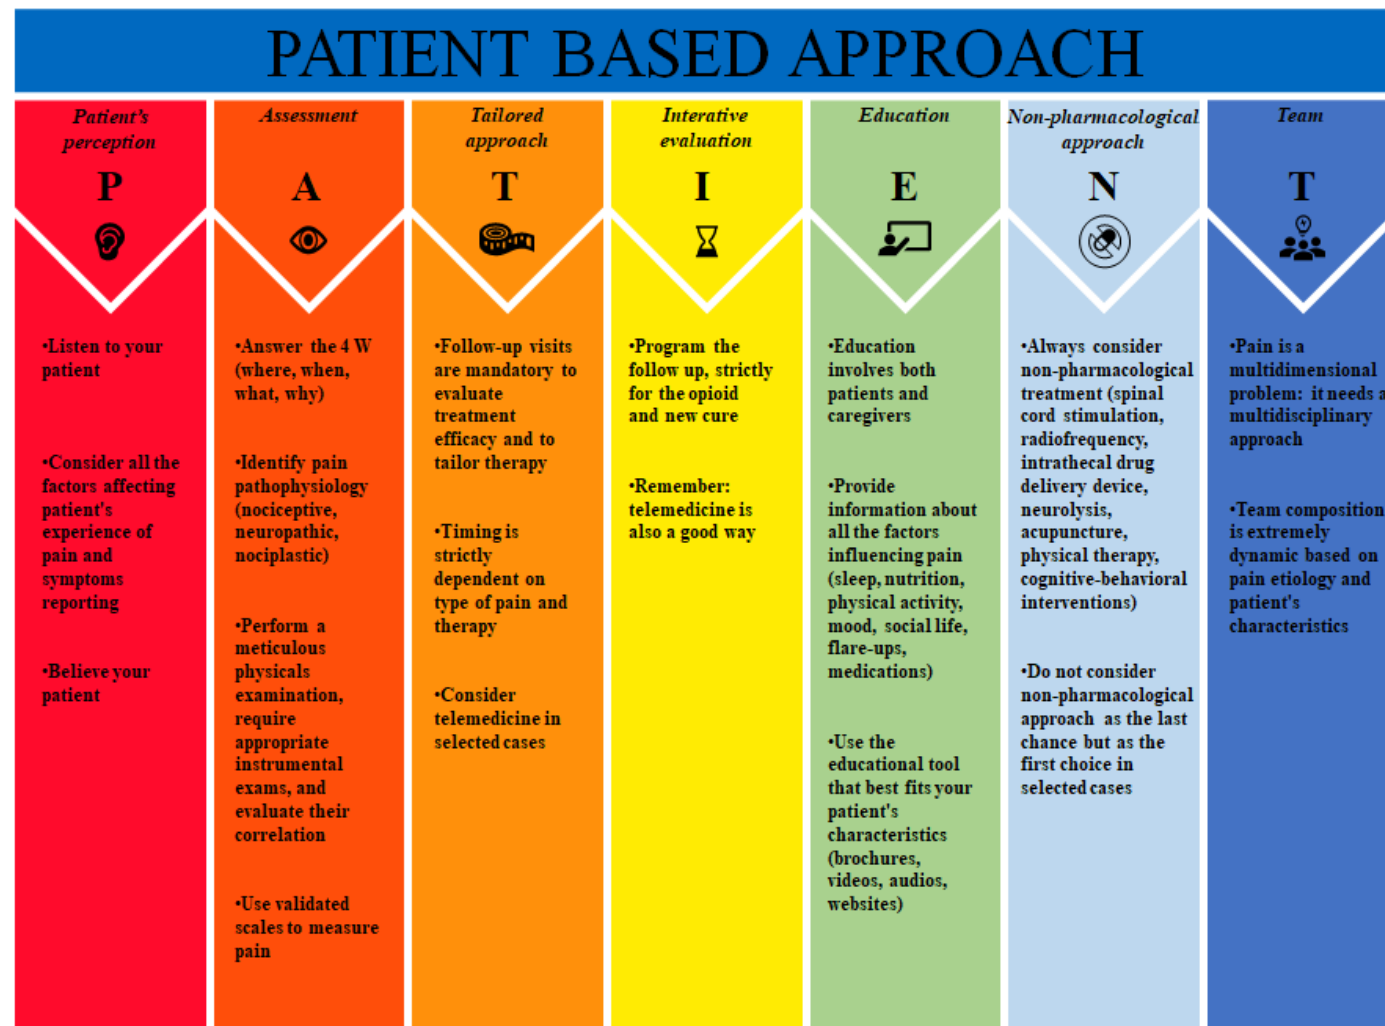 PATIENT BASED APPROACH
Patient's
perception
P
•Listen to your
patient
•Consider all the
factors affecting
patient's
experience of
pain and
symptoms
reporting
•Believe your
patient
Assessment
A
•Answer the 4 W
(where, when,
what, why)
•Identify pain
pathophysiology
(nociceptive,
neuropathic,
nociplastic)
•Perform a
meticulous
physicals
examination,
require
appropriate
instrumental
exams, and
evaluate their
correlation
•Use validated
scales to measure
pain
Tailored
approach
T
•Follow-up visits
are mandatory to
evaluate
treatment
efficacy and to
tailor therapy
•Timing is
strictly
dependent on
type of pain and
therapy
•Consider
telemedicine in
selected cases
Interative
evaluation
I
•Program the
follow up, strictly
for the opioid
and new cure
•Remember:
telemedicine is
also a good way
Education
E
•Education
involves both
patients and
caregivers
•Provide
information about
all the factors
influencing pain
(sleep, nutrition,
physical activity,
mood, social life,
flare-ups,
medications)
•Use the
educational tool
that best fits your
patient's
characteristics
(brochures,
videos, audios,
websites)
Non-pharmacological
approach
N
•Always consider
non-pharmacological
treatment (spinal
cord stimulation,
radiofrequency,
intrathecal drug
delivery device,
neurolysis,
acupuncture,
physical therapy,
cognitive-behavioral
interventions)
•Do not consider
non-pharmacological
approach as the last
chance but as the
first choice in
selected cases
Team
T
•Pain is a
multidimensional
problem: it needs a
multidisciplinary
approach
•Team composition
is extremely
dynamic based on
pain etiology and
patient's
characteristics